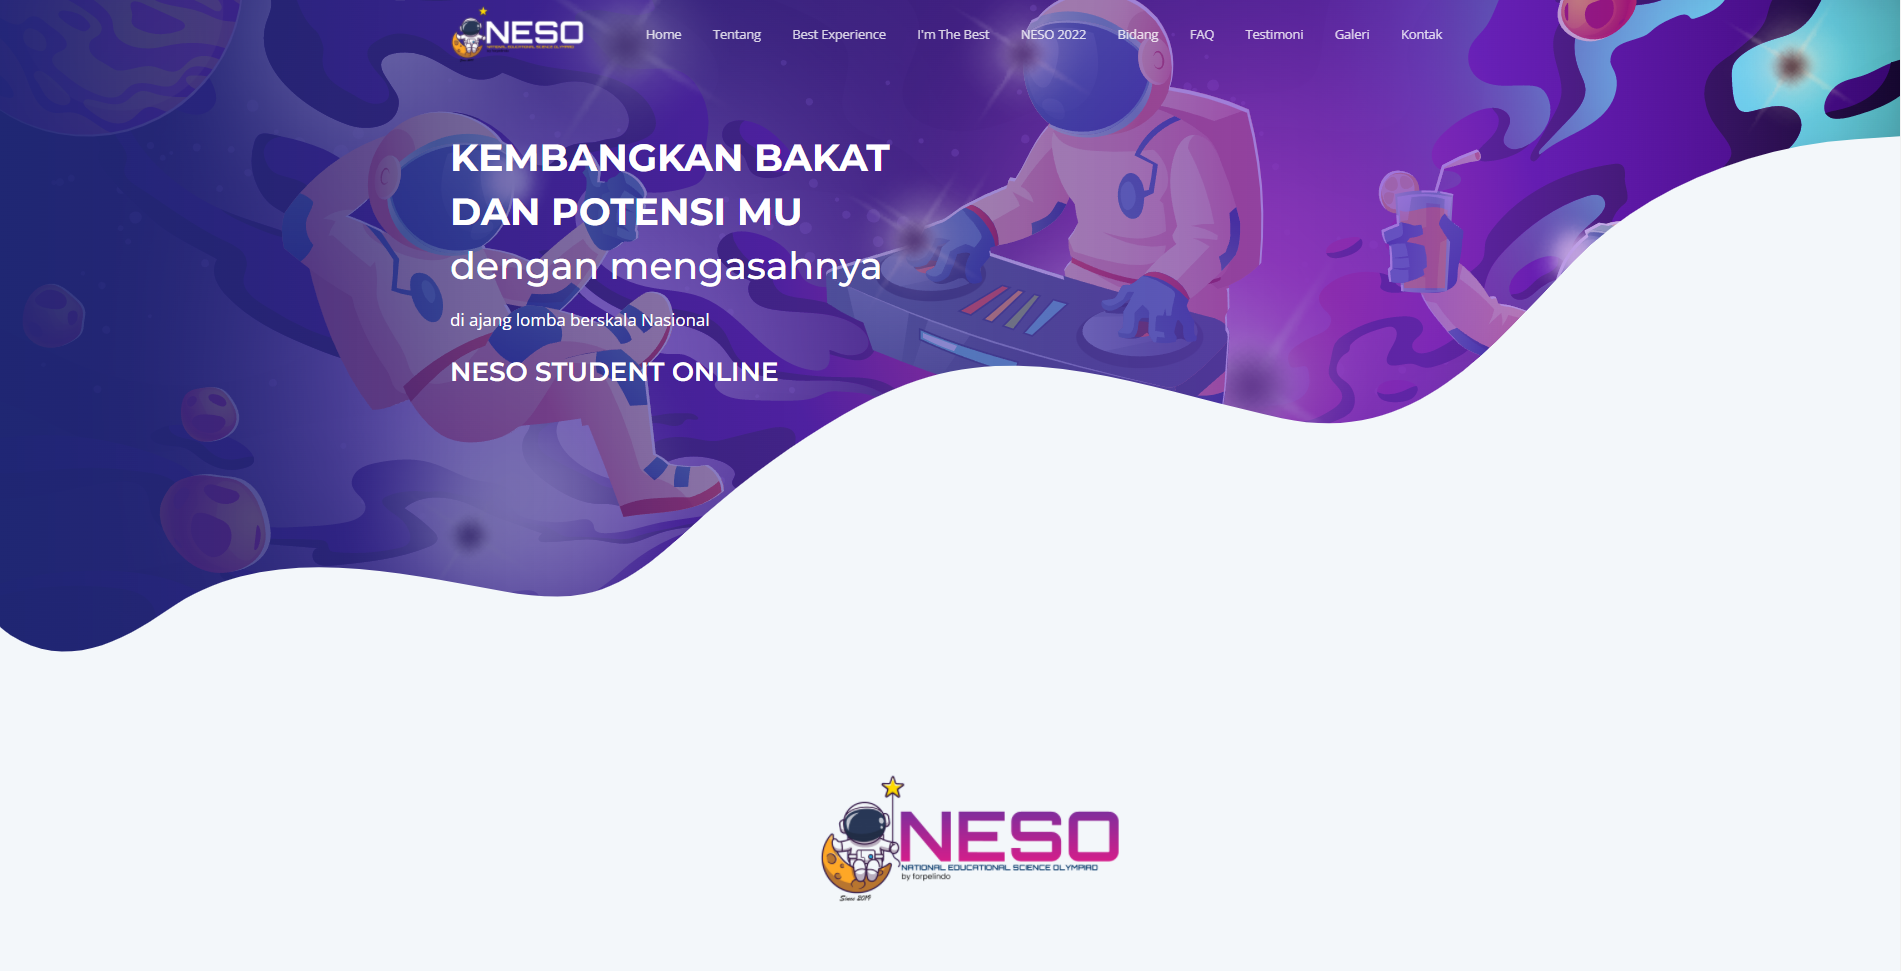 NESO
NATIONAL EDUCATIONAL SCIENCE OLYMPIAD
Home Tentang Best Experience I'm The Best NESO 2022 Bidang FAQ Testimoni Galeri Kontak
KEMBANGKAN BAKAT
DAN POTENSI MU
dengan mengasahnya
di ajang lomba berskala Nasional
NESO STUDENT ONLINE
NESO
NATIONAL EDUCATIONAL SCIENCE OLYMPIAD
by forpelindo
Since 2019